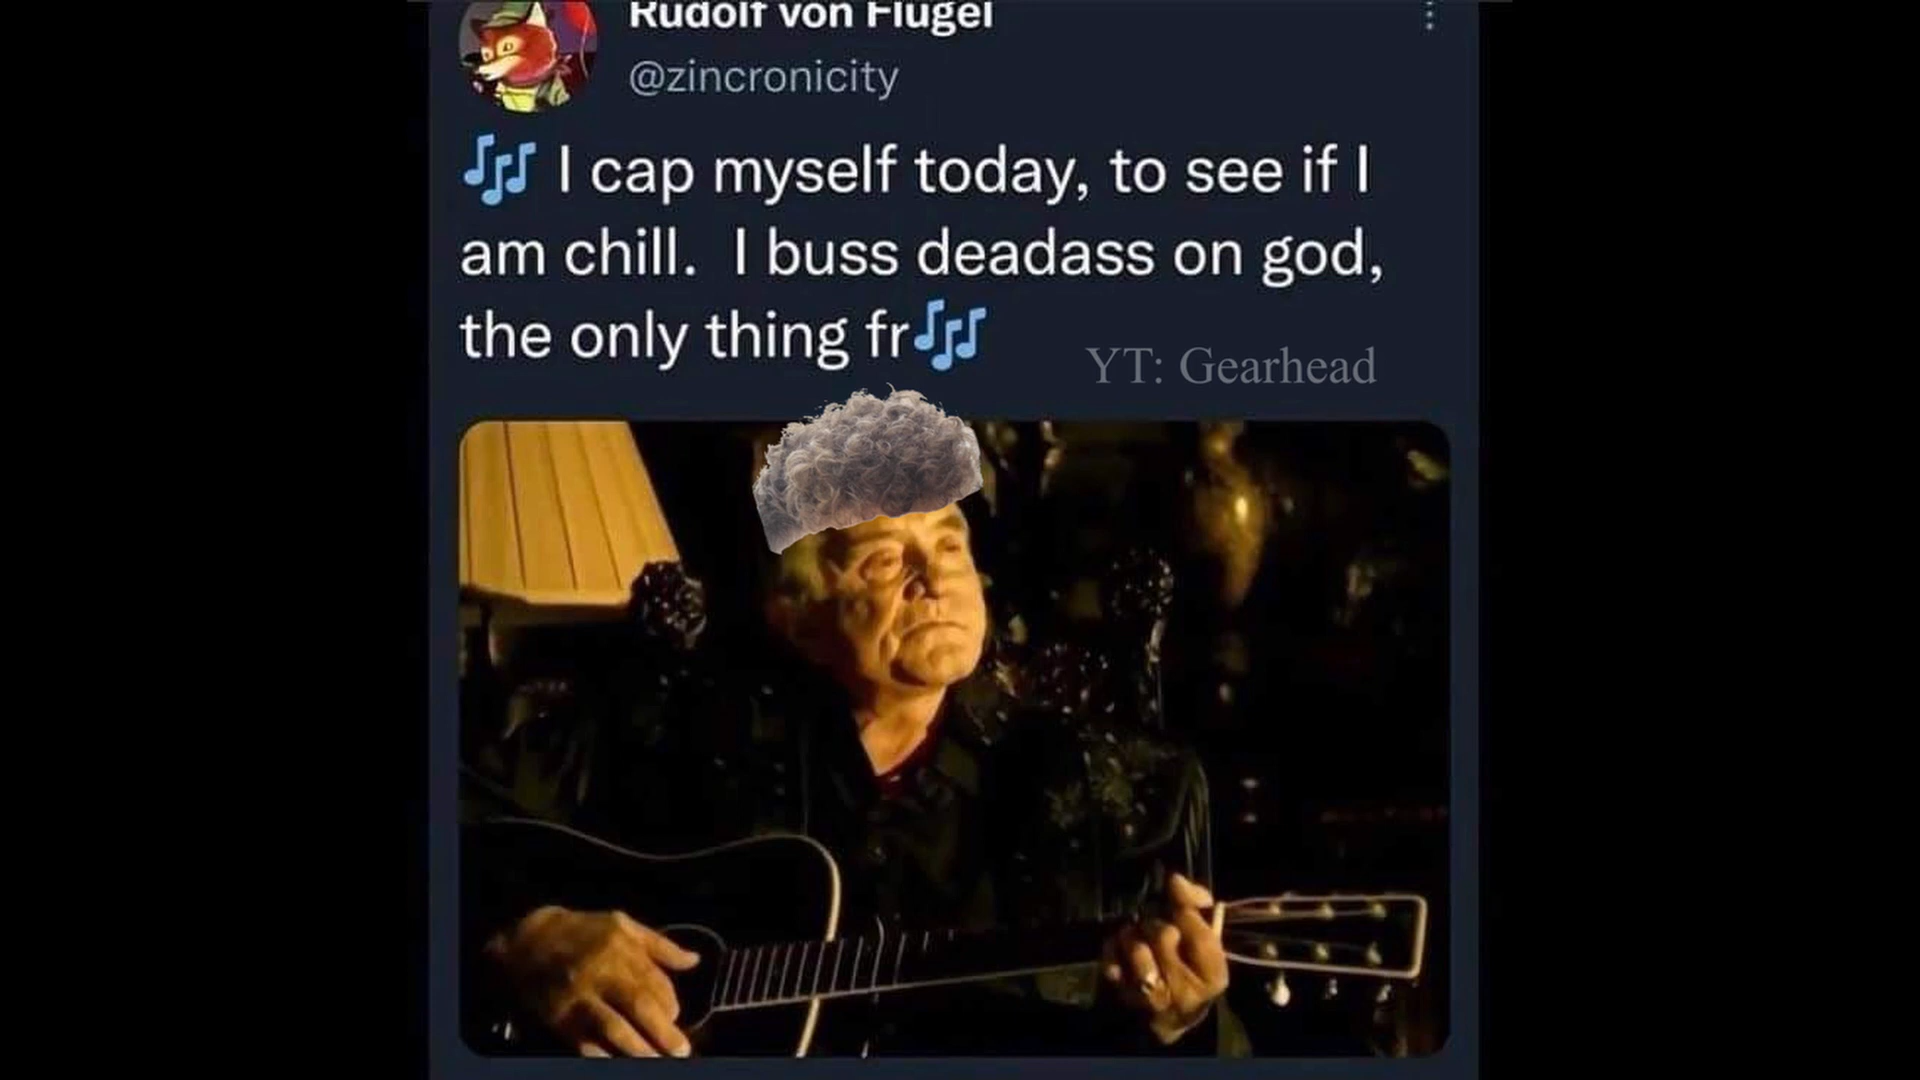 Rudolf von Flügel
@zincronicity
🎶 I cap myself today, to see if I
am chill.  I buss deadass on god,
the only thing fr🎶
YT: Gearhead